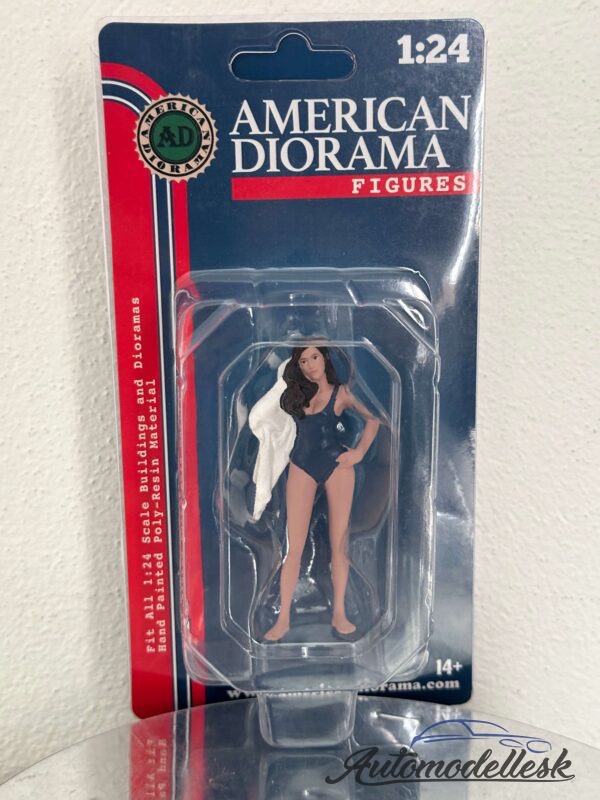 1:24
AMERICAN
DIORAMA
AD
AMERICAN
DIORAMA
FIGURES
Fit All 1:24 Scale Buildings and Dioramas
Hand Painted Poly-Resin Material
14+
www.americandiorama.com
Automodellesk